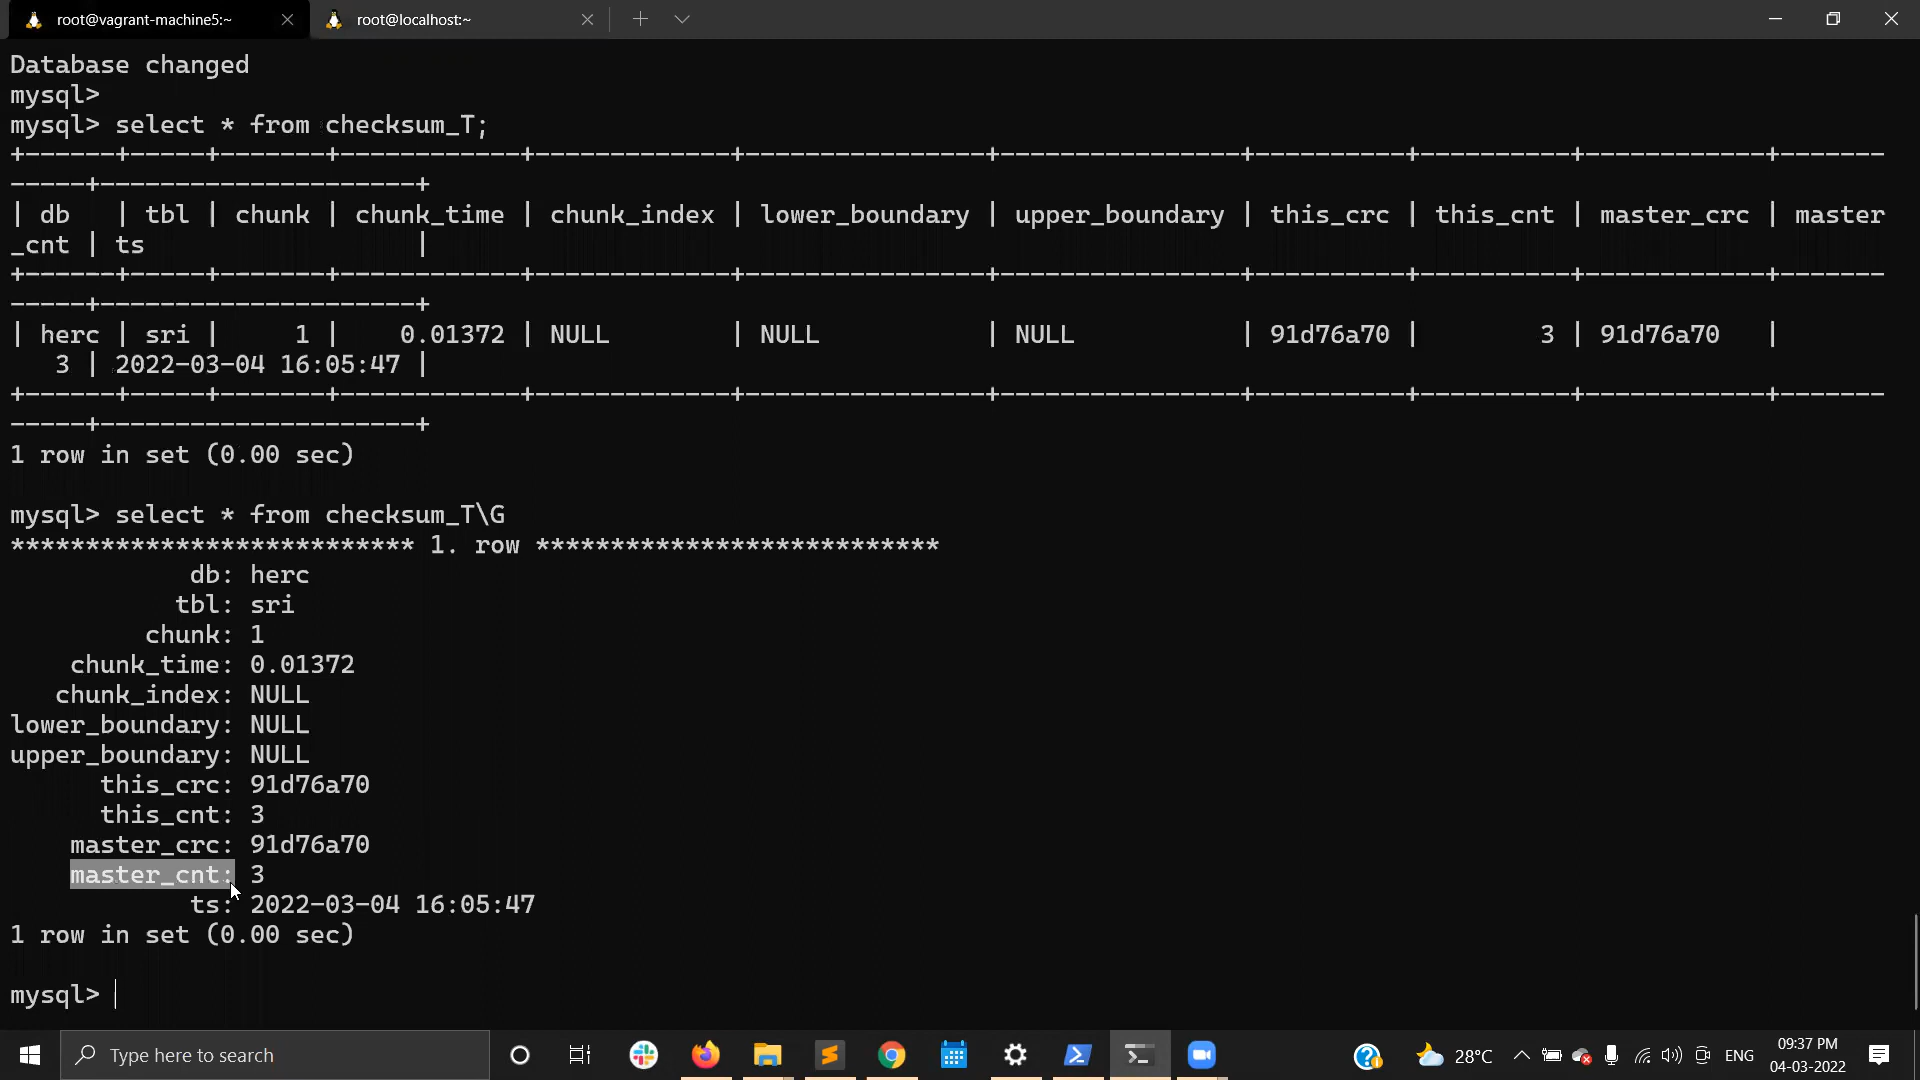 root@vagrant-machine5:~
root@localhost:~
Database changed
mysql>
mysql> select * from checksum_T;
+------+-----+-------+------------+-------------+----------------+----------------+----------+----------+------------+-------
-----+---------------------+
| db   | tbl | chunk | chunk_time | chunk_index | lower_boundary | upper_boundary | this_crc | this_cnt | master_crc | master
_cnt | ts                  |
+------+-----+-------+------------+-------------+----------------+----------------+----------+----------+------------+-------
-----+---------------------+
| herc | sri |     1 |    0.01372 | NULL        | NULL           | NULL           | 91d76a70 |        3 | 91d76a70   |
   3 | 2022-03-04 16:05:47 |
+------+-----+-------+------------+-------------+----------------+----------------+----------+----------+------------+-------
-----+---------------------+
1 row in set (0.00 sec)
mysql> select * from checksum_T\G
*************************** 1. row ***************************
db: herc
tbl: sri
chunk: 1
chunk_time: 0.01372
chunk_index: NULL
lower_boundary: NULL
upper_boundary: NULL
this_crc: 91d76a70
this_cnt: 3
master_crc: 91d76a70
master_cnt: 3
ts: 2022-03-04 16:05:47
1 row in set (0.00 sec)
mysql>
Type here to search
28°C
ENG
09:37 PM
04-03-2022